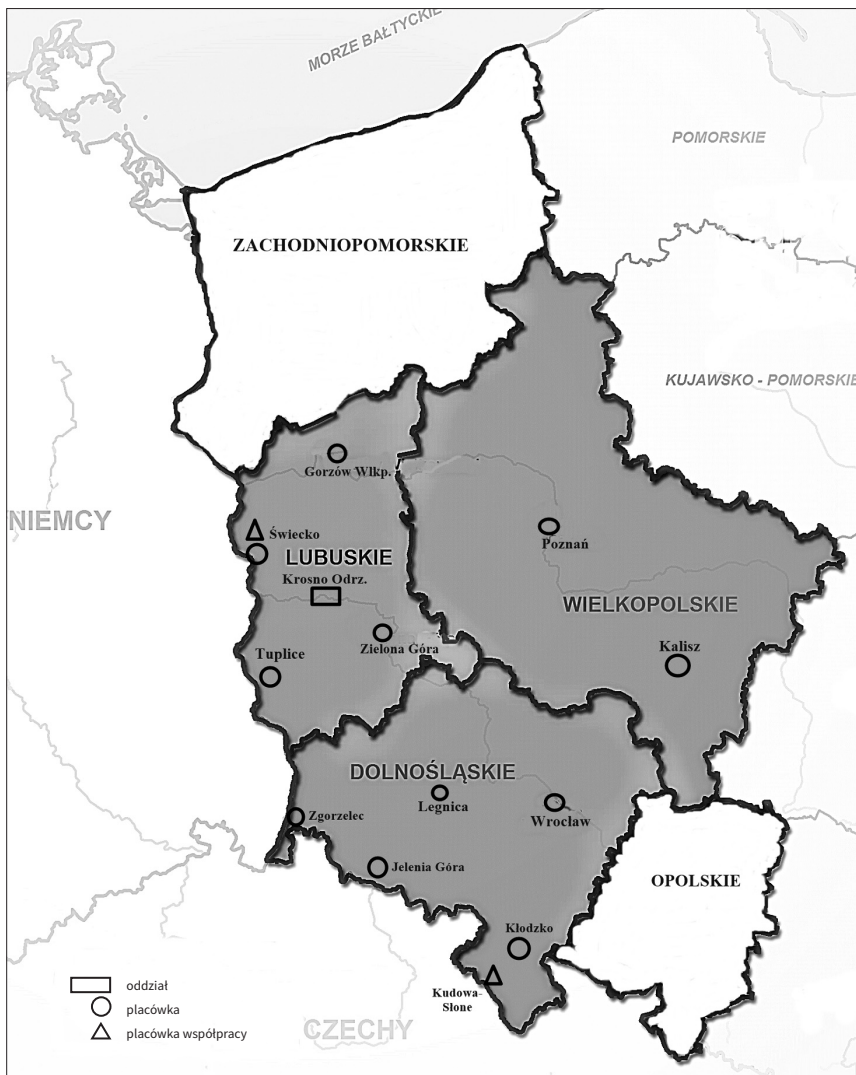 MORZE BAŁTYCKIE
POMORSKIE
ZACHODNIOPOMORSKIE
KUJAWSKO - POMORSKIE
Gorzów Wlkp.
NIEMCY
Świecko
Poznań
LUBUSKIE
Krosno Odrz.
WIELKOPOLSKIE
Zielona Góra
Kalisz
Tuplice
DOLNOŚLĄSKIE
Legnica
Zgorzelec
Wrocław
Jelenia Góra
OPOLSKIE
Kłodzko
Kudowa-
Słone
oddział
placówka
placówka współpracy
CZECHY